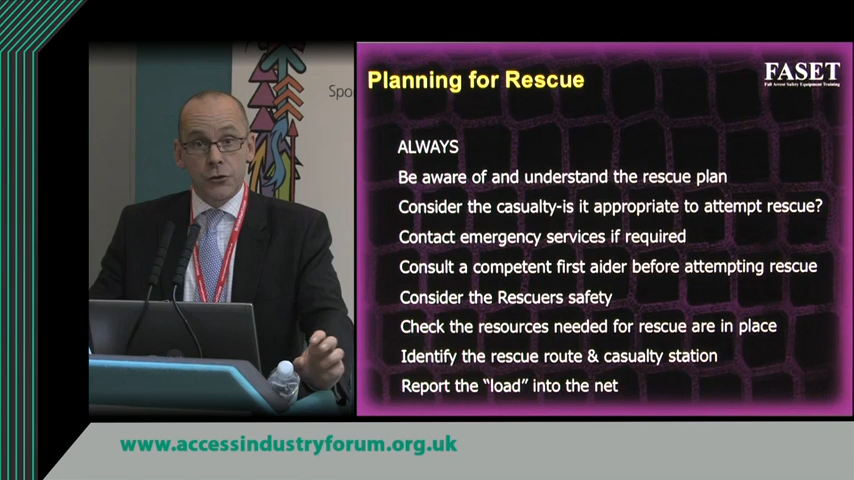 Spo
Planning for Rescue
FASET
Fall Arrest Safety Equipment Training
ALWAYS
Be aware of and understand the rescue plan
Consider the casualty-is it appropriate to attempt rescue?
Contact emergency services if required
Consult a competent first aider before attempting rescue
Consider the Rescuers safety
Check the resources needed for rescue are in place
Identify the rescue route & casualty station
Report the “load” into the net
www.accessindustryforum.org.uk